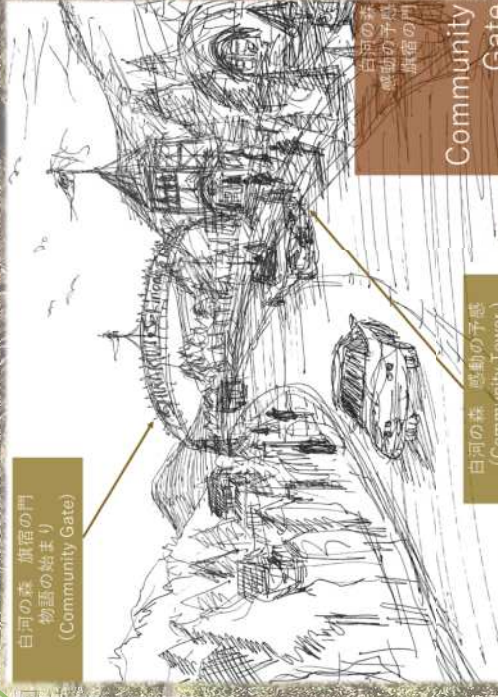 白河の森 旗宿の門
物語の始まり
(Community Gate)
白河の森 感動の予感
白河の森
感動の予感
旗宿の門
Community
Gate